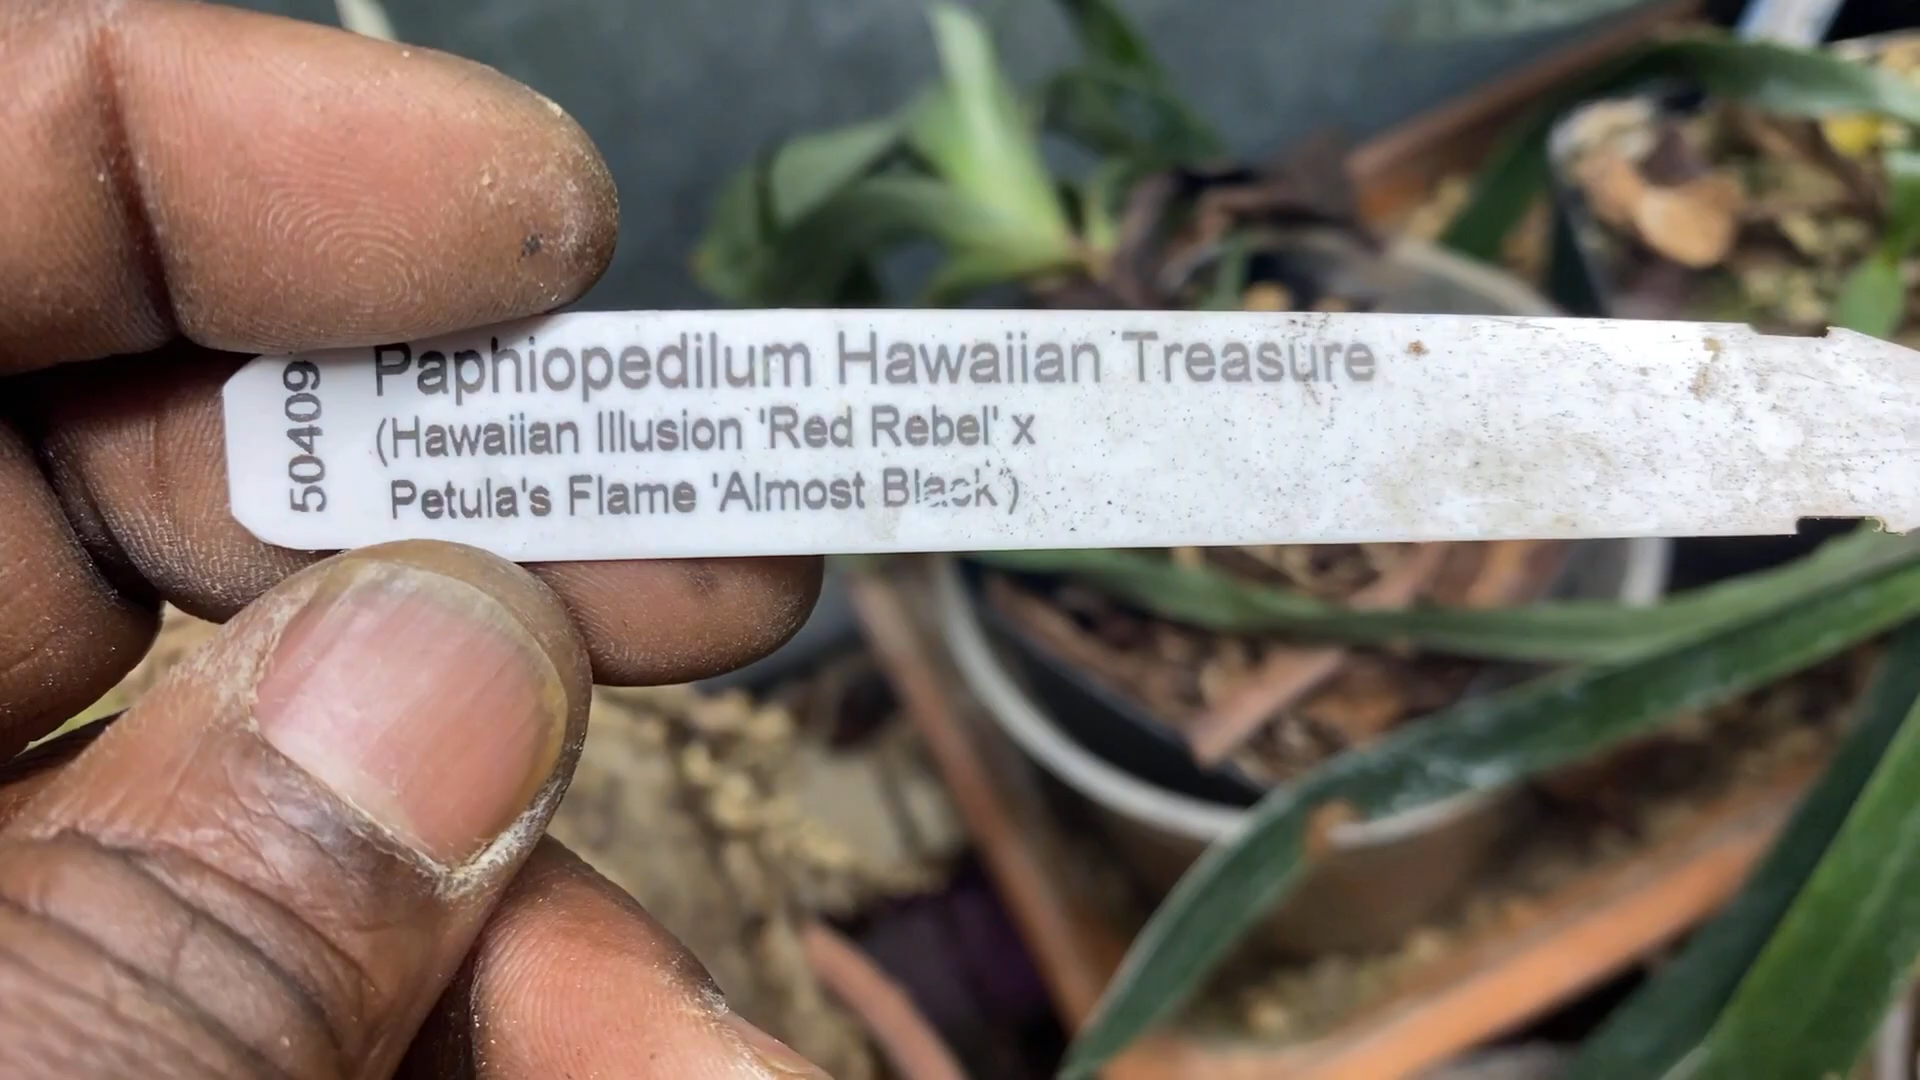 Paphiopedilum Hawaiian Treasure
(Hawaiian Illusion 'Red Rebel' x
Petula's Flame 'Almost Black')
50409